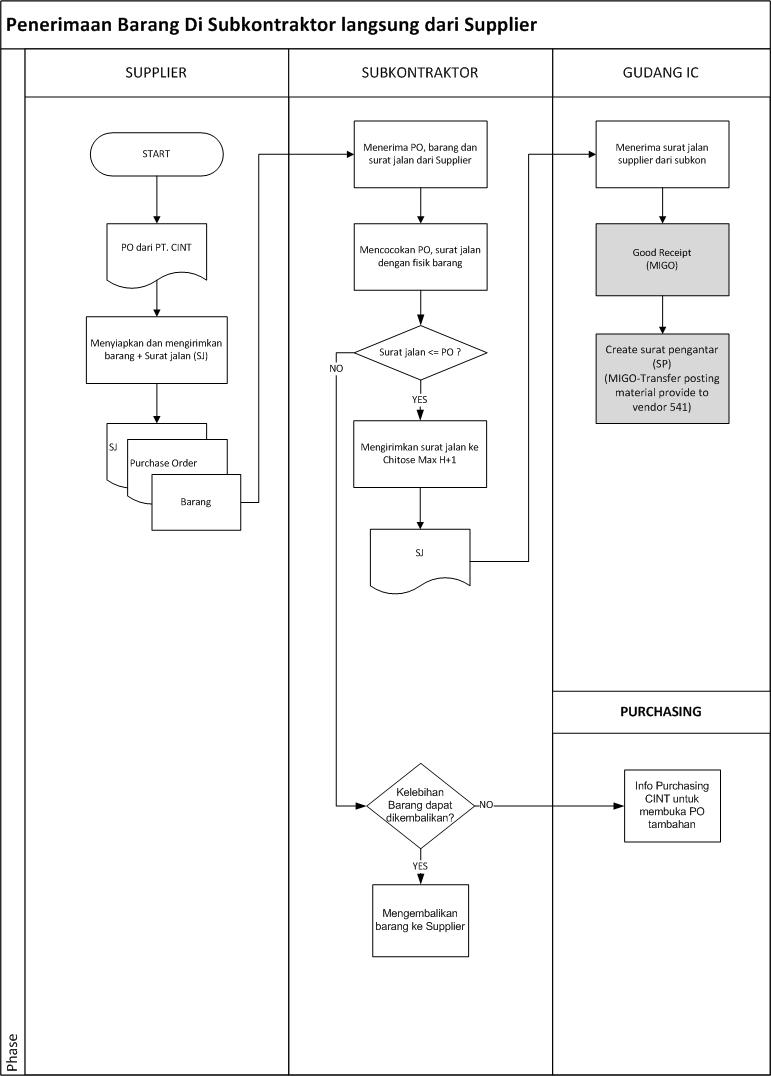 Penerimaan Barang Di Subkontraktor langsung dari Supplier
SUPPLIER
SUBKONTRAKTOR
GUDANG IC
START
PO dari PT. CINT
Menyiapkan dan mengirimkan
barang + Surat jalan (SJ)
SJ
Purchase Order
Barang
Menerima PO, barang dan
surat jalan dari Supplier
Mencocokan PO, surat jalan
dengan fisik barang
Surat jalan <= PO ?
NO
YES
Mengirimkan surat jalan ke
Chitose Max H+1
SJ
Kelebihan
Barang dapat
dikembalikan?
NO
YES
Mengembalikan
barang ke Supplier
Menerima surat jalan
supplier dari subkon
Good Receipt
(MIGO)
Create surat pengantar
(SP)
(MIGO-Transfer posting
material provide to
vendor 541)
PURCHASING
Info Purchasing
CINT untuk
membuka PO
tambahan
Phase